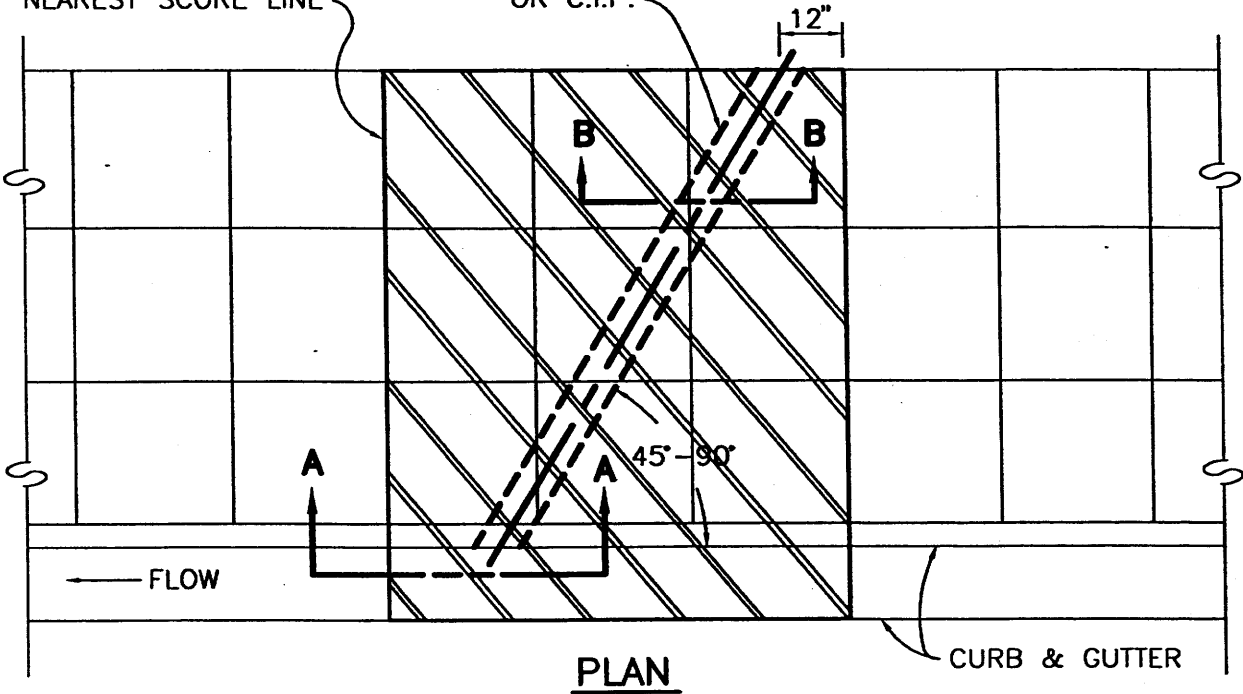 NEAREST SCORE LINE
OR C.I.P.
12"
B
B
45°-90°
A
A
FLOW
CURB & GUTTER
PLAN